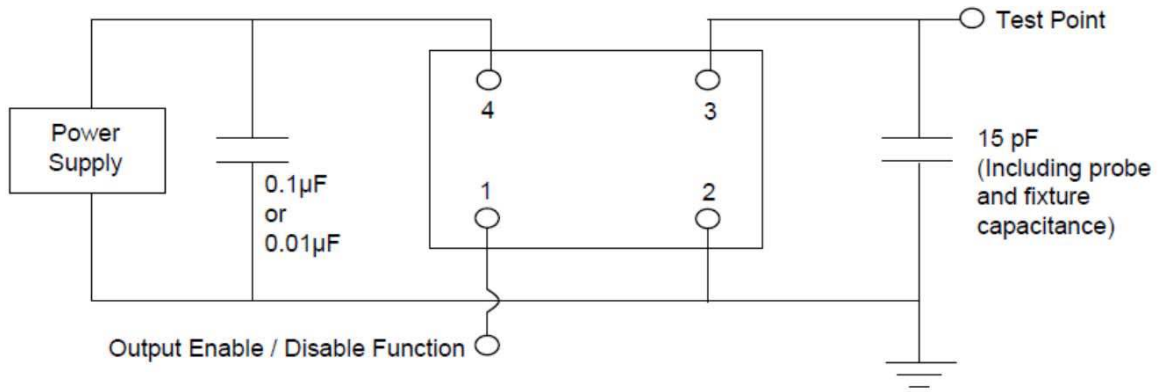 Test Point
4
3
Power
Supply
15 pF
(Including probe
and fixture
capacitance)
0.1µF
or
0.01µF
1
2
Output Enable / Disable Function